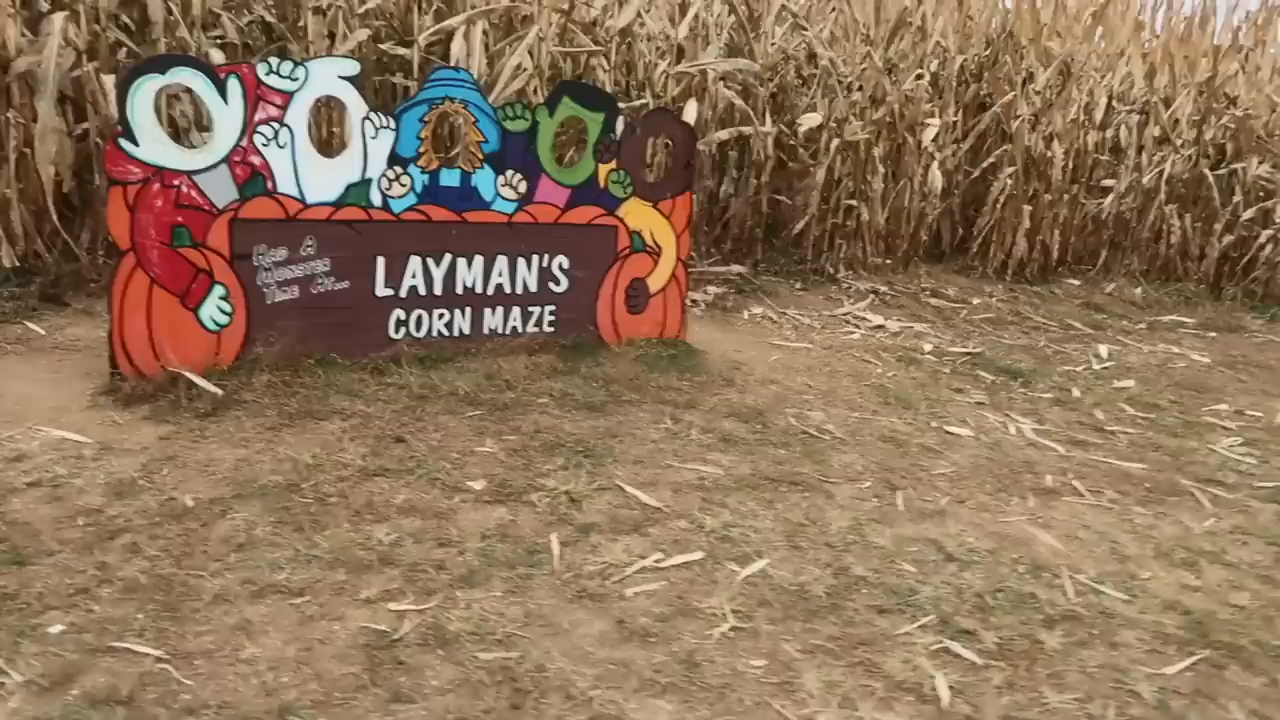 HAD A
MONSTER
TIME AT...
LAYMAN'S
CORN MAZE